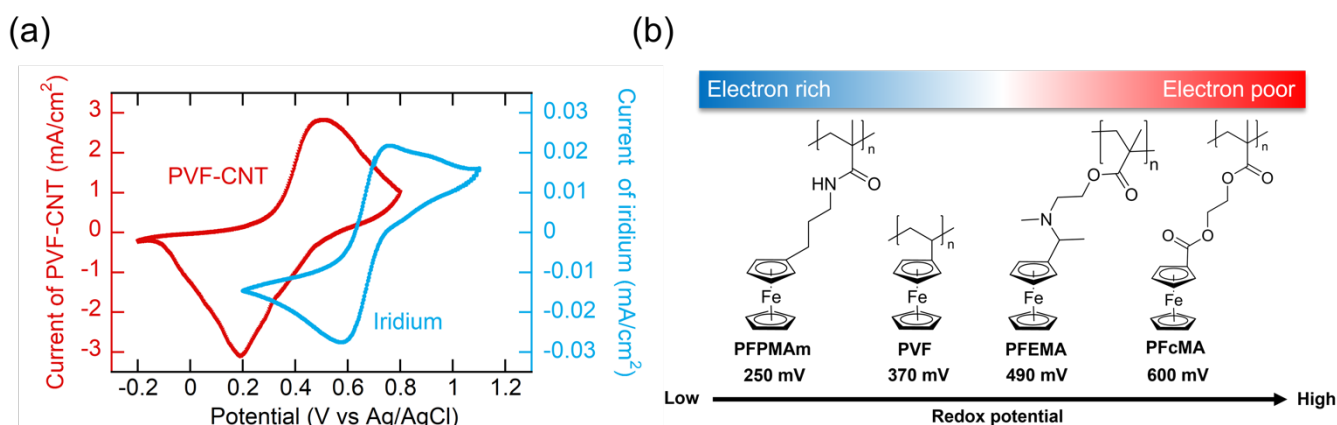 (a)
Current of PVF-CNT (mA/cm²)
3
2
1
0
-1
-2
-3
PVF-CNT
Iridium
0.03
0.02
0.01
0
-0.01
-0.02
-0.03
Current of iridium (mA/cm²)
-0.2 0 0.2 0.4 0.6 0.8 1.0 1.2
Potential (V vs Ag/AgCl)
(b)
Electron rich Electron poor
n n n n
HN O
O O
N
O O
O O
Fe Fe Fe Fe
PFPMAm PVF PFEMA PFcMA
250 mV 370 mV 490 mV 600 mV
Low High
Redox potential